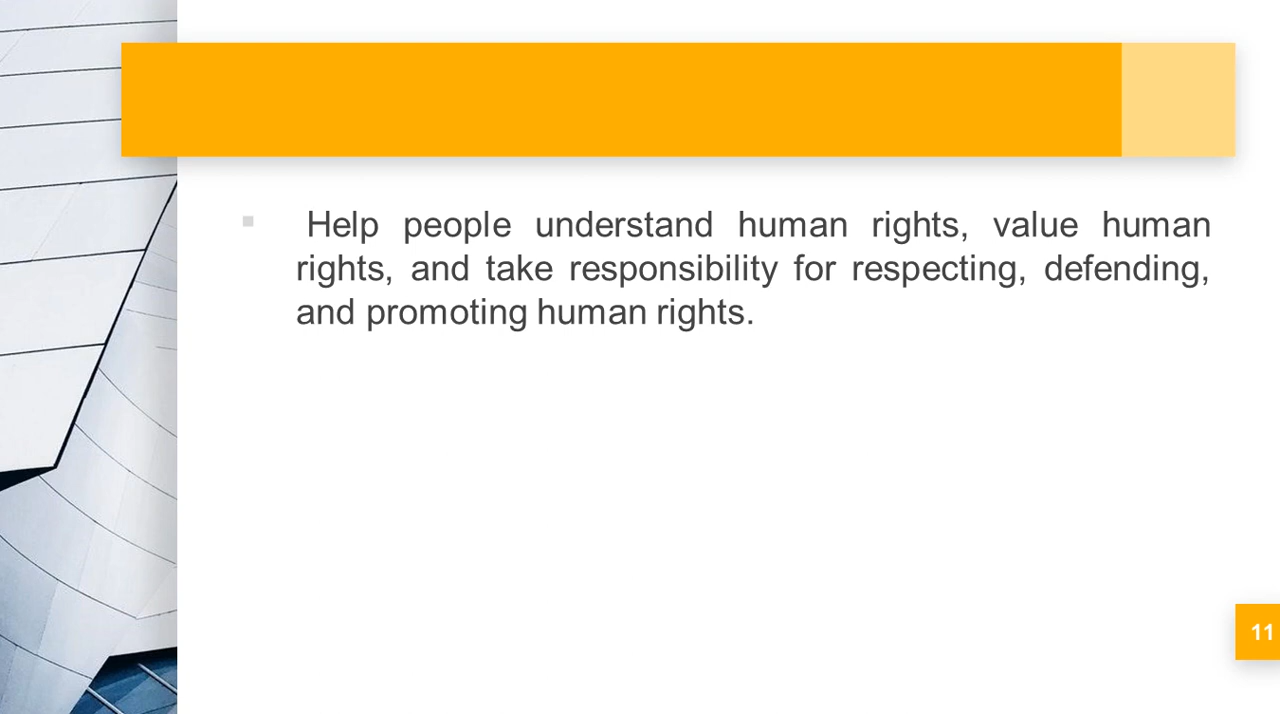 ▪ Help people understand human rights, value human
rights, and take responsibility for respecting, defending,
and promoting human rights.
11